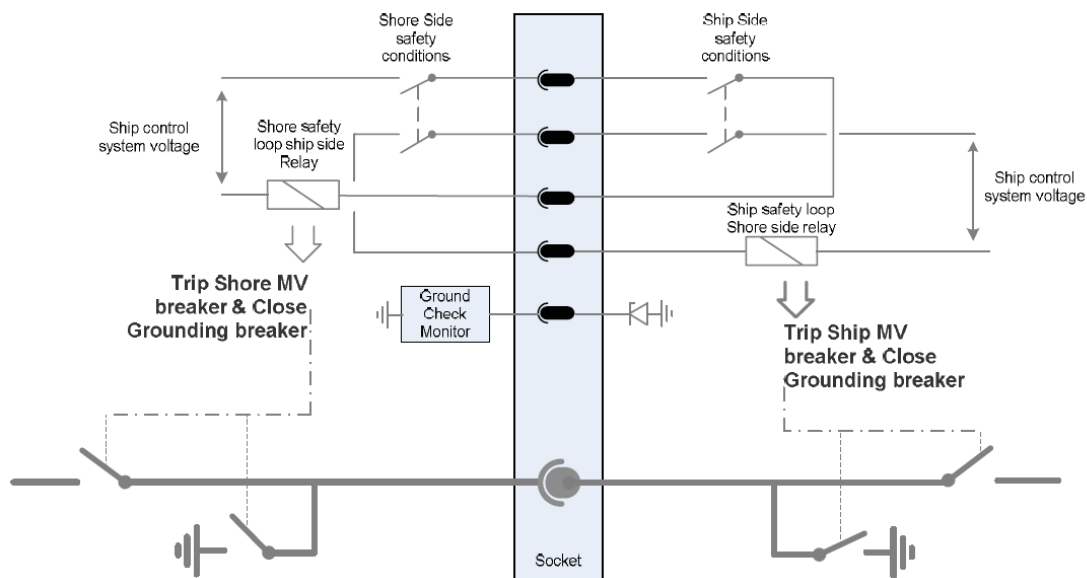 Shore Side
safety
conditions
Ship Side
safety
conditions
Ship control
system voltage
Shore safety
loop ship side
Relay
Ship control
system voltage
Ship safety loop
Shore side relay
Trip Shore MV
breaker & Close
Grounding breaker
Ground
Check
Monitor
Trip Ship MV
breaker & Close
Grounding breaker
Socket